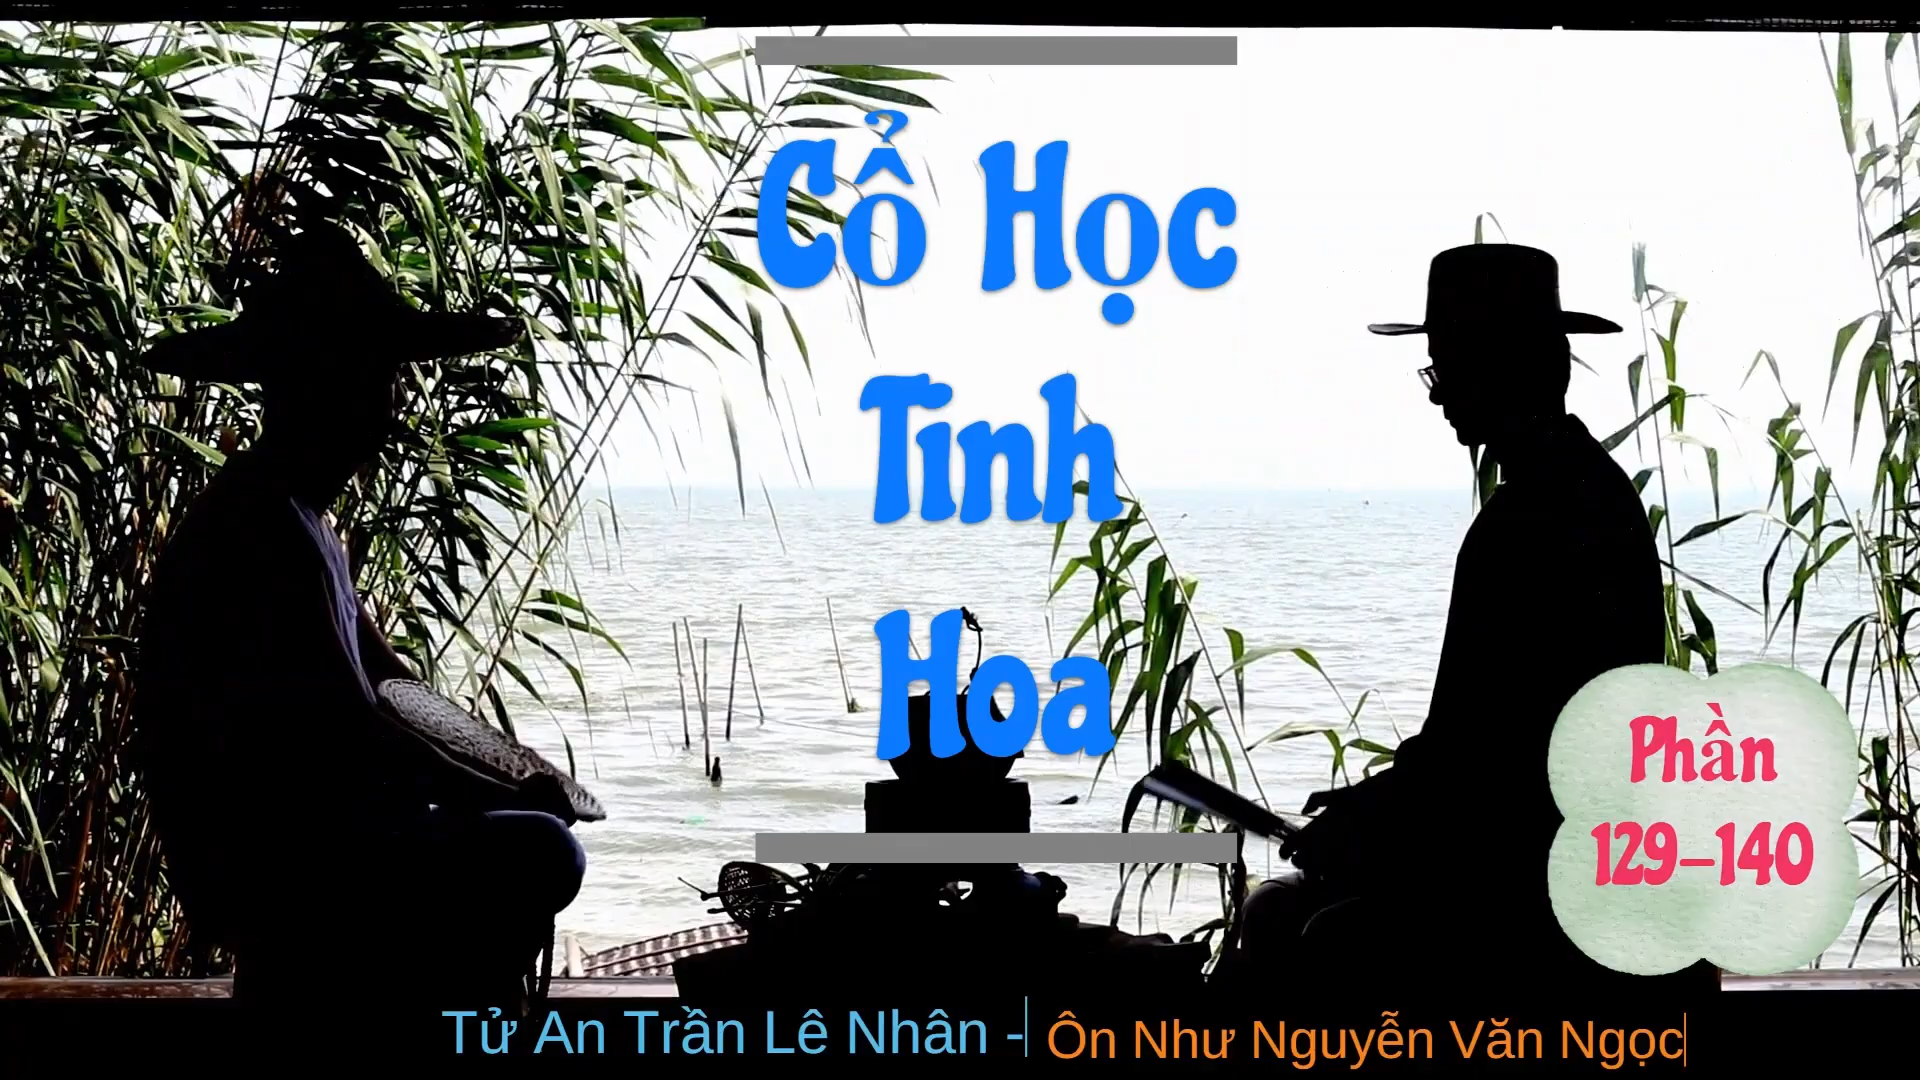 Cổ Học
Tinh
Hoa
Phần
129-140
Tử An Trần Lê Nhân - Ôn Như Nguyễn Văn Ngọc